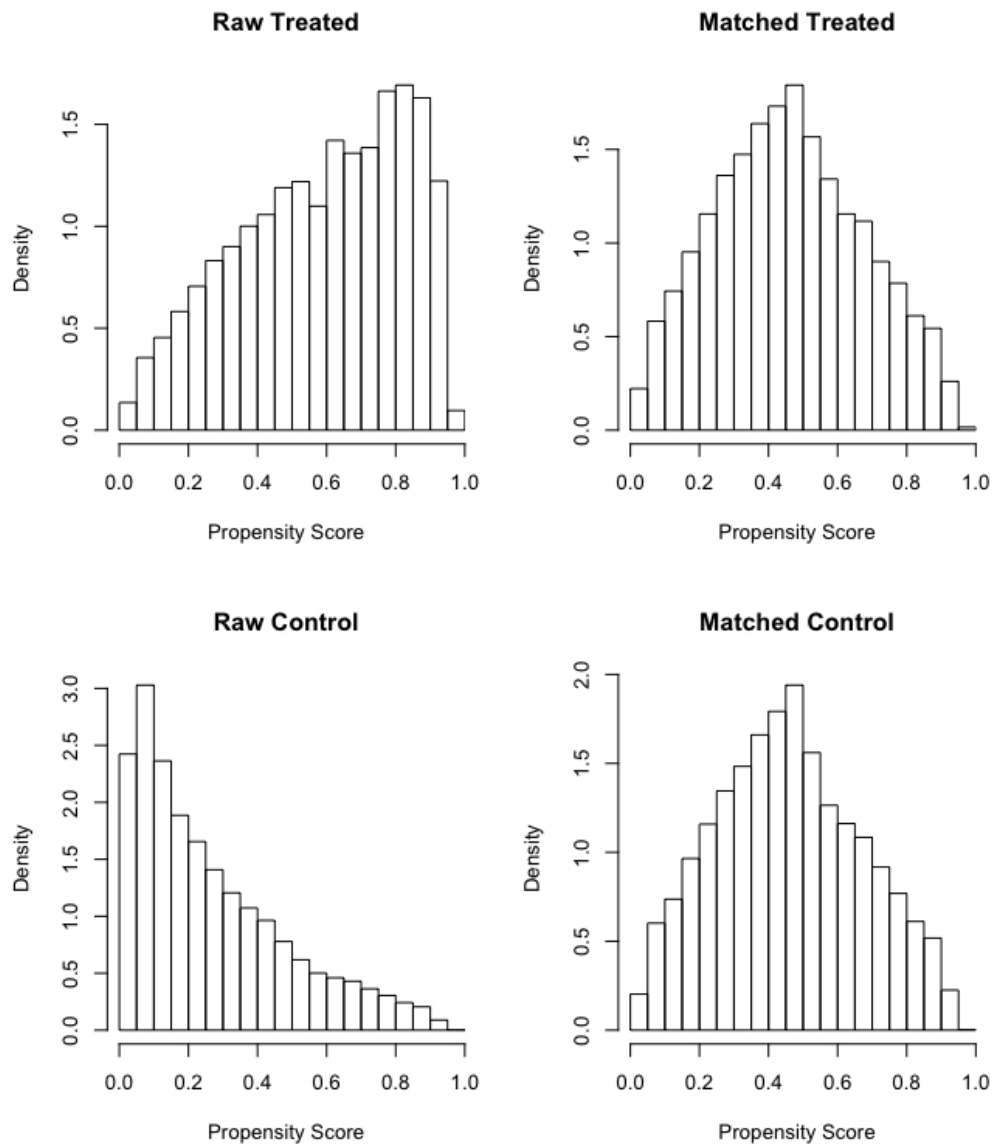 Raw Treated
Density
0.0 0.5 1.0 1.5
0.0 0.2 0.4 0.6 0.8 1.0
Propensity Score
Matched Treated
Density
0.0 0.5 1.0 1.5
0.0 0.2 0.4 0.6 0.8 1.0
Propensity Score
Raw Control
Density
0.0 0.5 1.0 1.5 2.0 2.5 3.0
0.0 0.2 0.4 0.6 0.8 1.0
Propensity Score
Matched Control
Density
0.0 0.5 1.0 1.5 2.0
0.0 0.2 0.4 0.6 0.8 1.0
Propensity Score